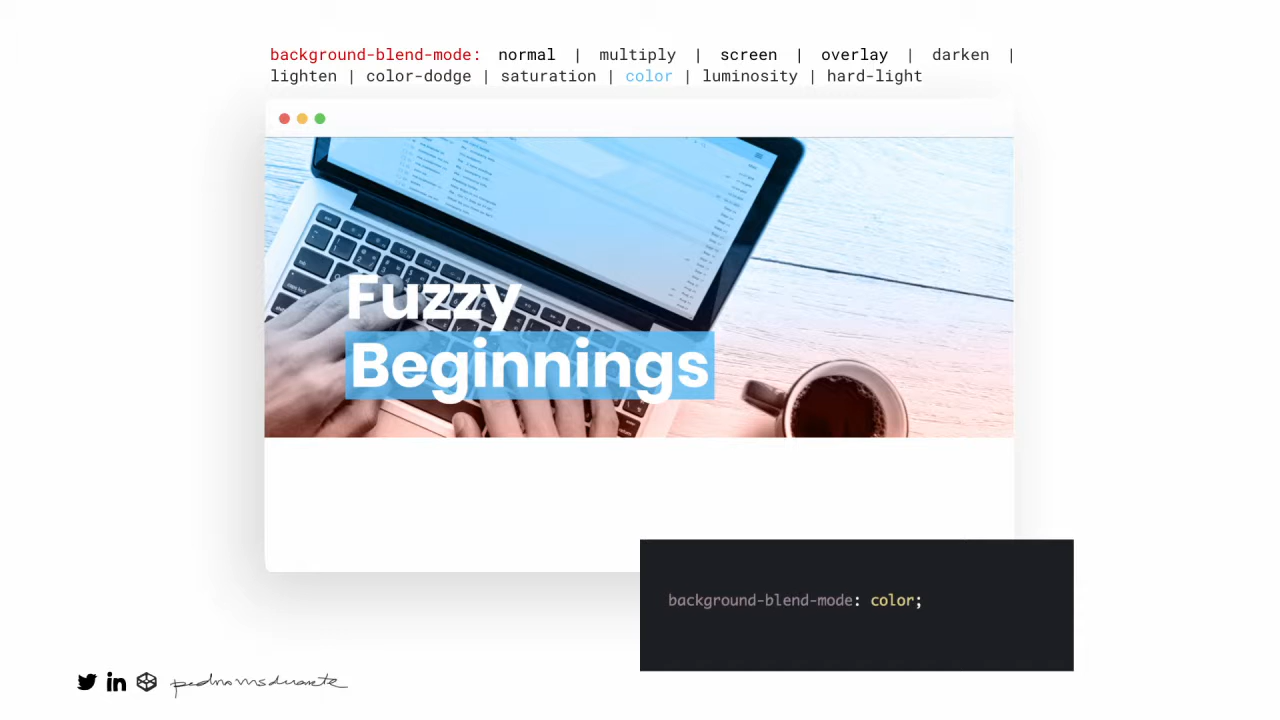 background-blend-mode: normal | multiply | screen | overlay | darken |
lighten | color-dodge | saturation | color | luminosity | hard-light
Fuzzy
Beginnings
background-blend-mode: color;
pedromsduarte